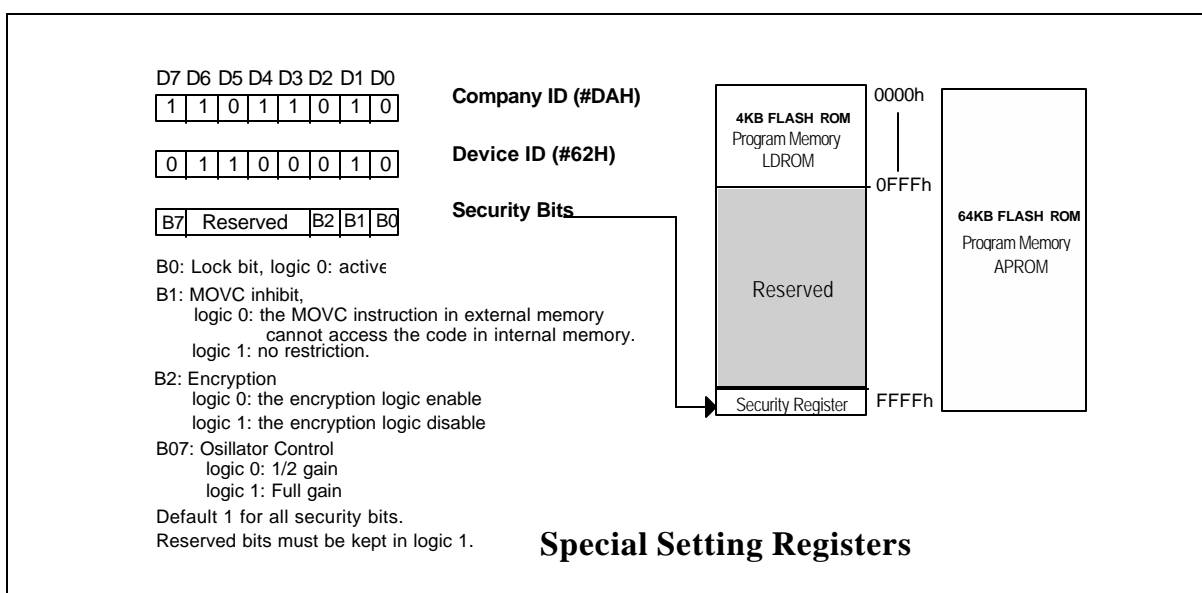 D7 D6 D5 D4 D3 D2 D1 D0
1 1 0 1 1 0 1 0
Company ID (#DAH)
0 1 1 0 0 0 1 0
Device ID (#62H)
B7 Reserved B2 B1 B0
Security Bits
B0: Lock bit, logic 0: active
B1: MOVC inhibit,
logic 0: the MOVC instruction in external memory
cannot access the code in internal memory.
logic 1: no restriction.
B2: Encryption
logic 0: the encryption logic enable
logic 1: the encryption logic disable
B07: Osillator Control
logic 0: 1/2 gain
logic 1: Full gain
Default 1 for all security bits.
Reserved bits must be kept in logic 1.
4KB FLASH ROM
Program Memory
LDROM
Reserved
Security Register
0000h
0FFFh
FFFFh
64KB FLASH ROM
Program Memory
APROM
Special Setting Registers